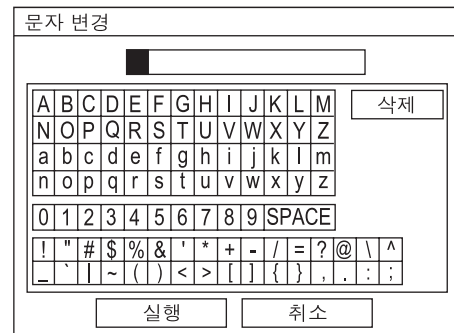 문자 변경
A B C D E F G H I J K L M 삭제
N O P Q R S T U V W X Y Z
a b c d e f g h i j k l m
n o p q r s t u v w x y z
0 1 2 3 4 5 6 7 8 9 SPACE
! " # $ % & ' * + - / = ? @ \ ^
_ ` | ~ ( ) < > [ ] { } , . : ;
실행 취소